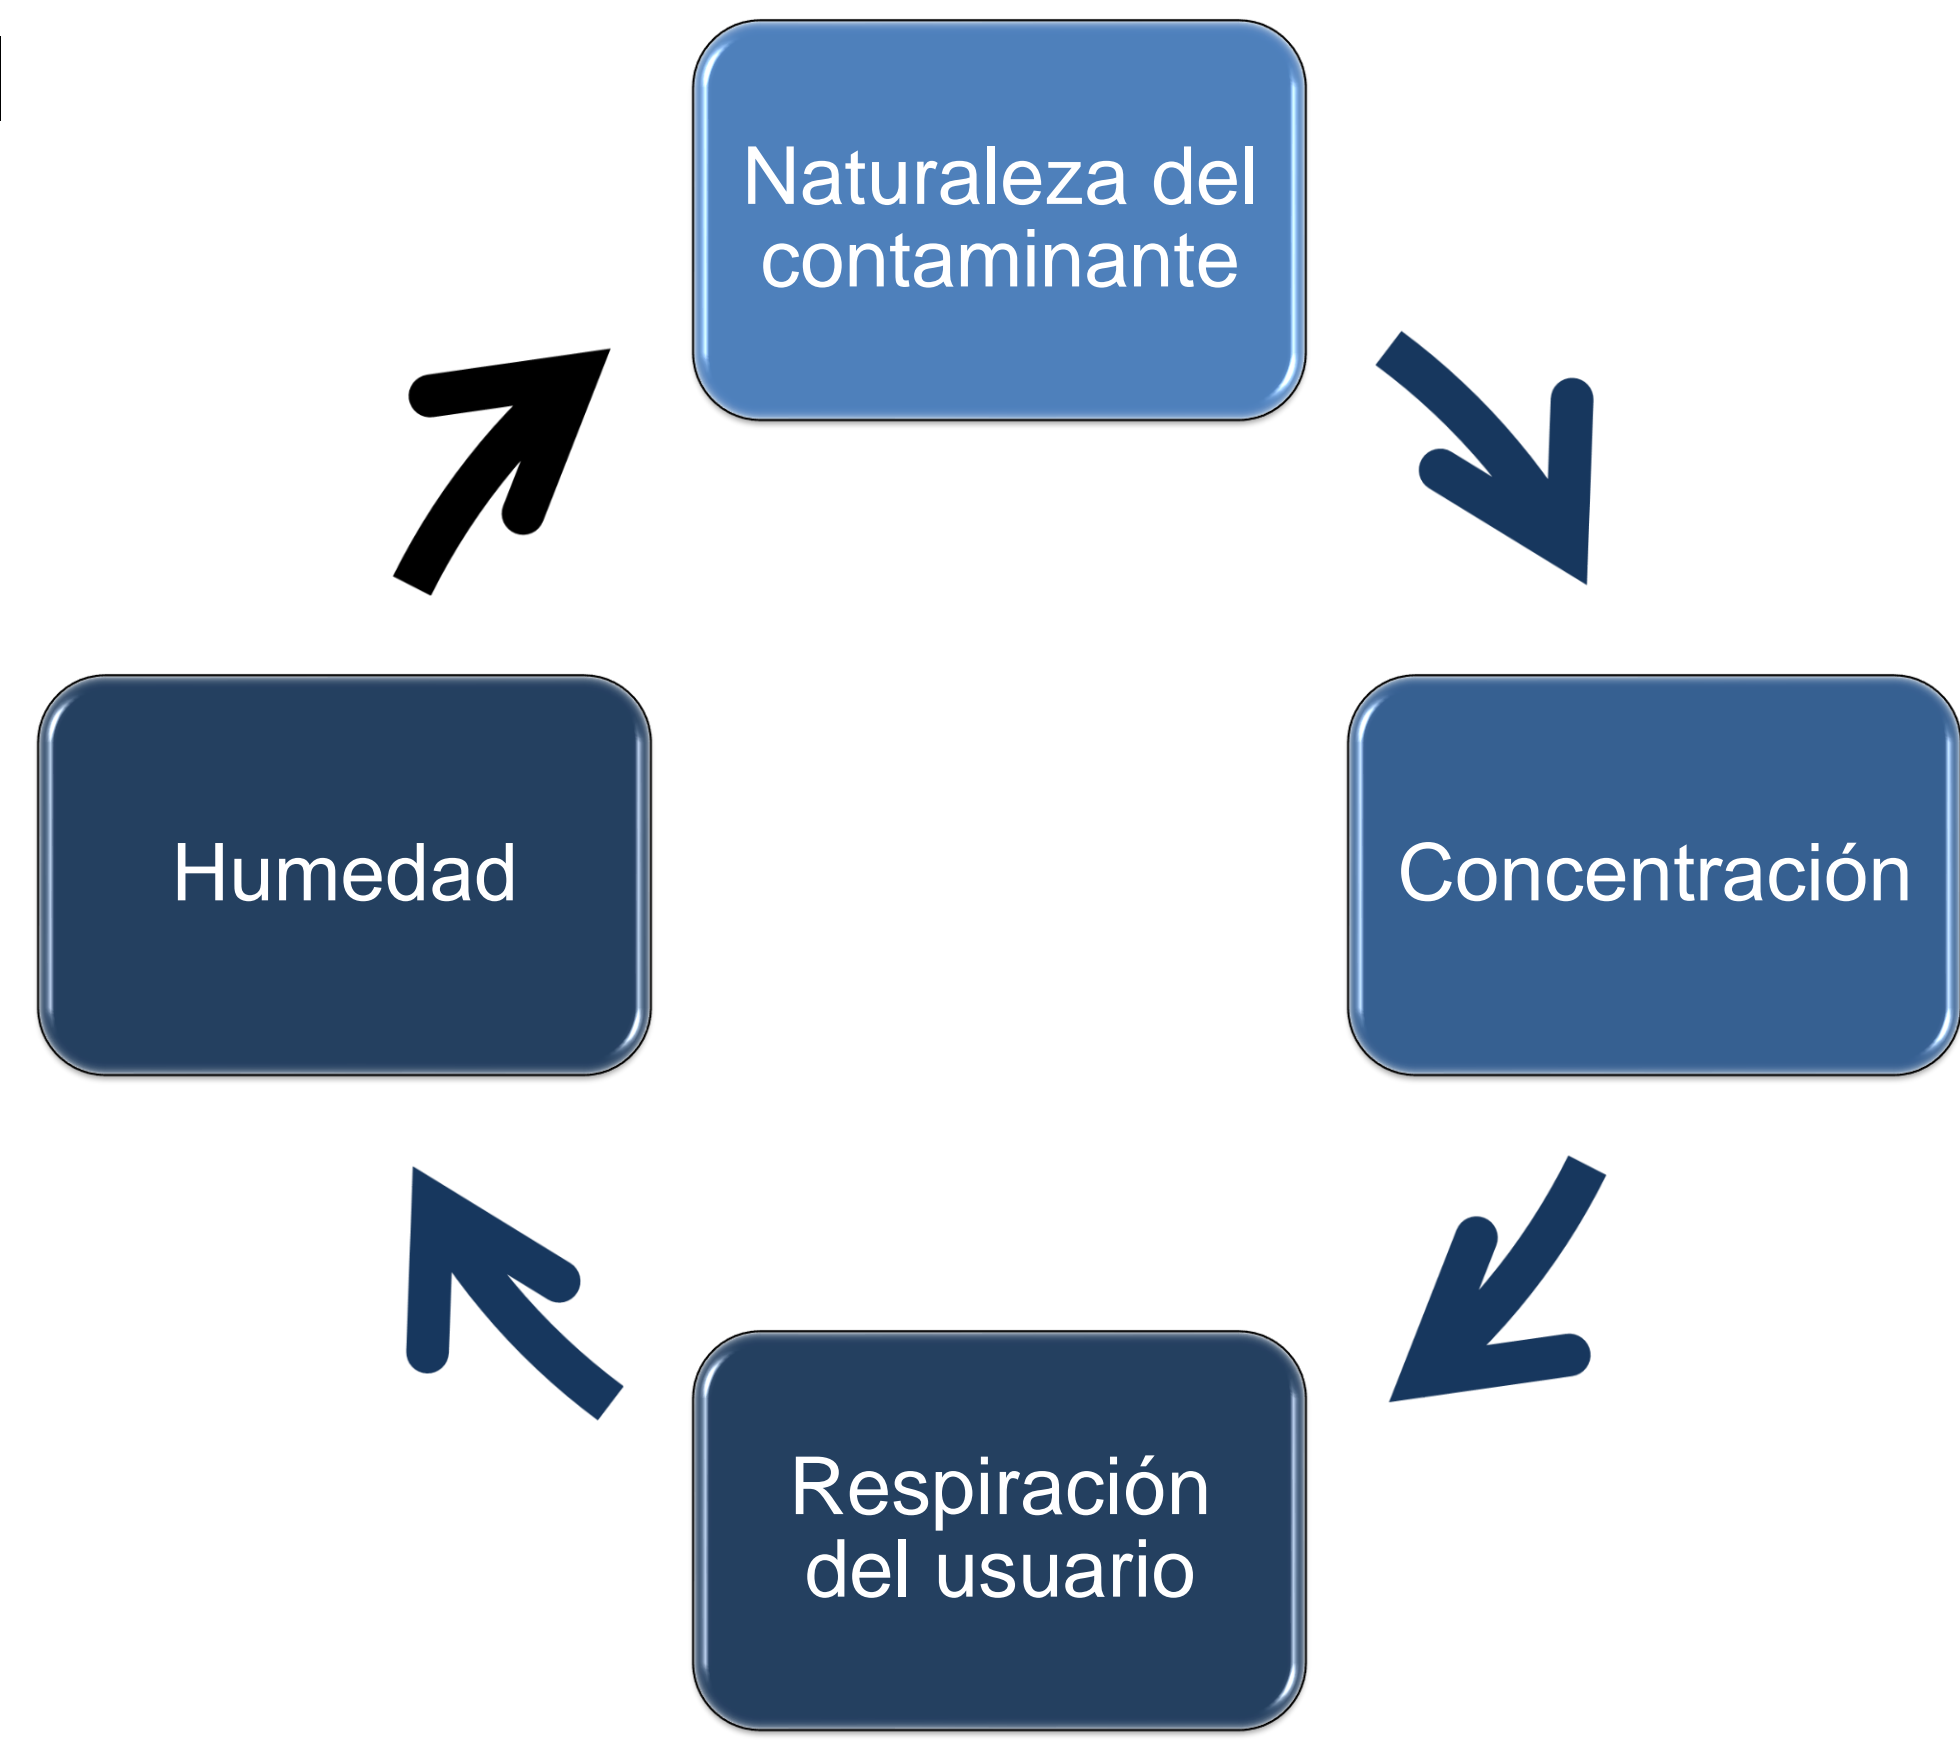 Naturaleza del
contaminante
Humedad
Concentración
Respiración
del usuario